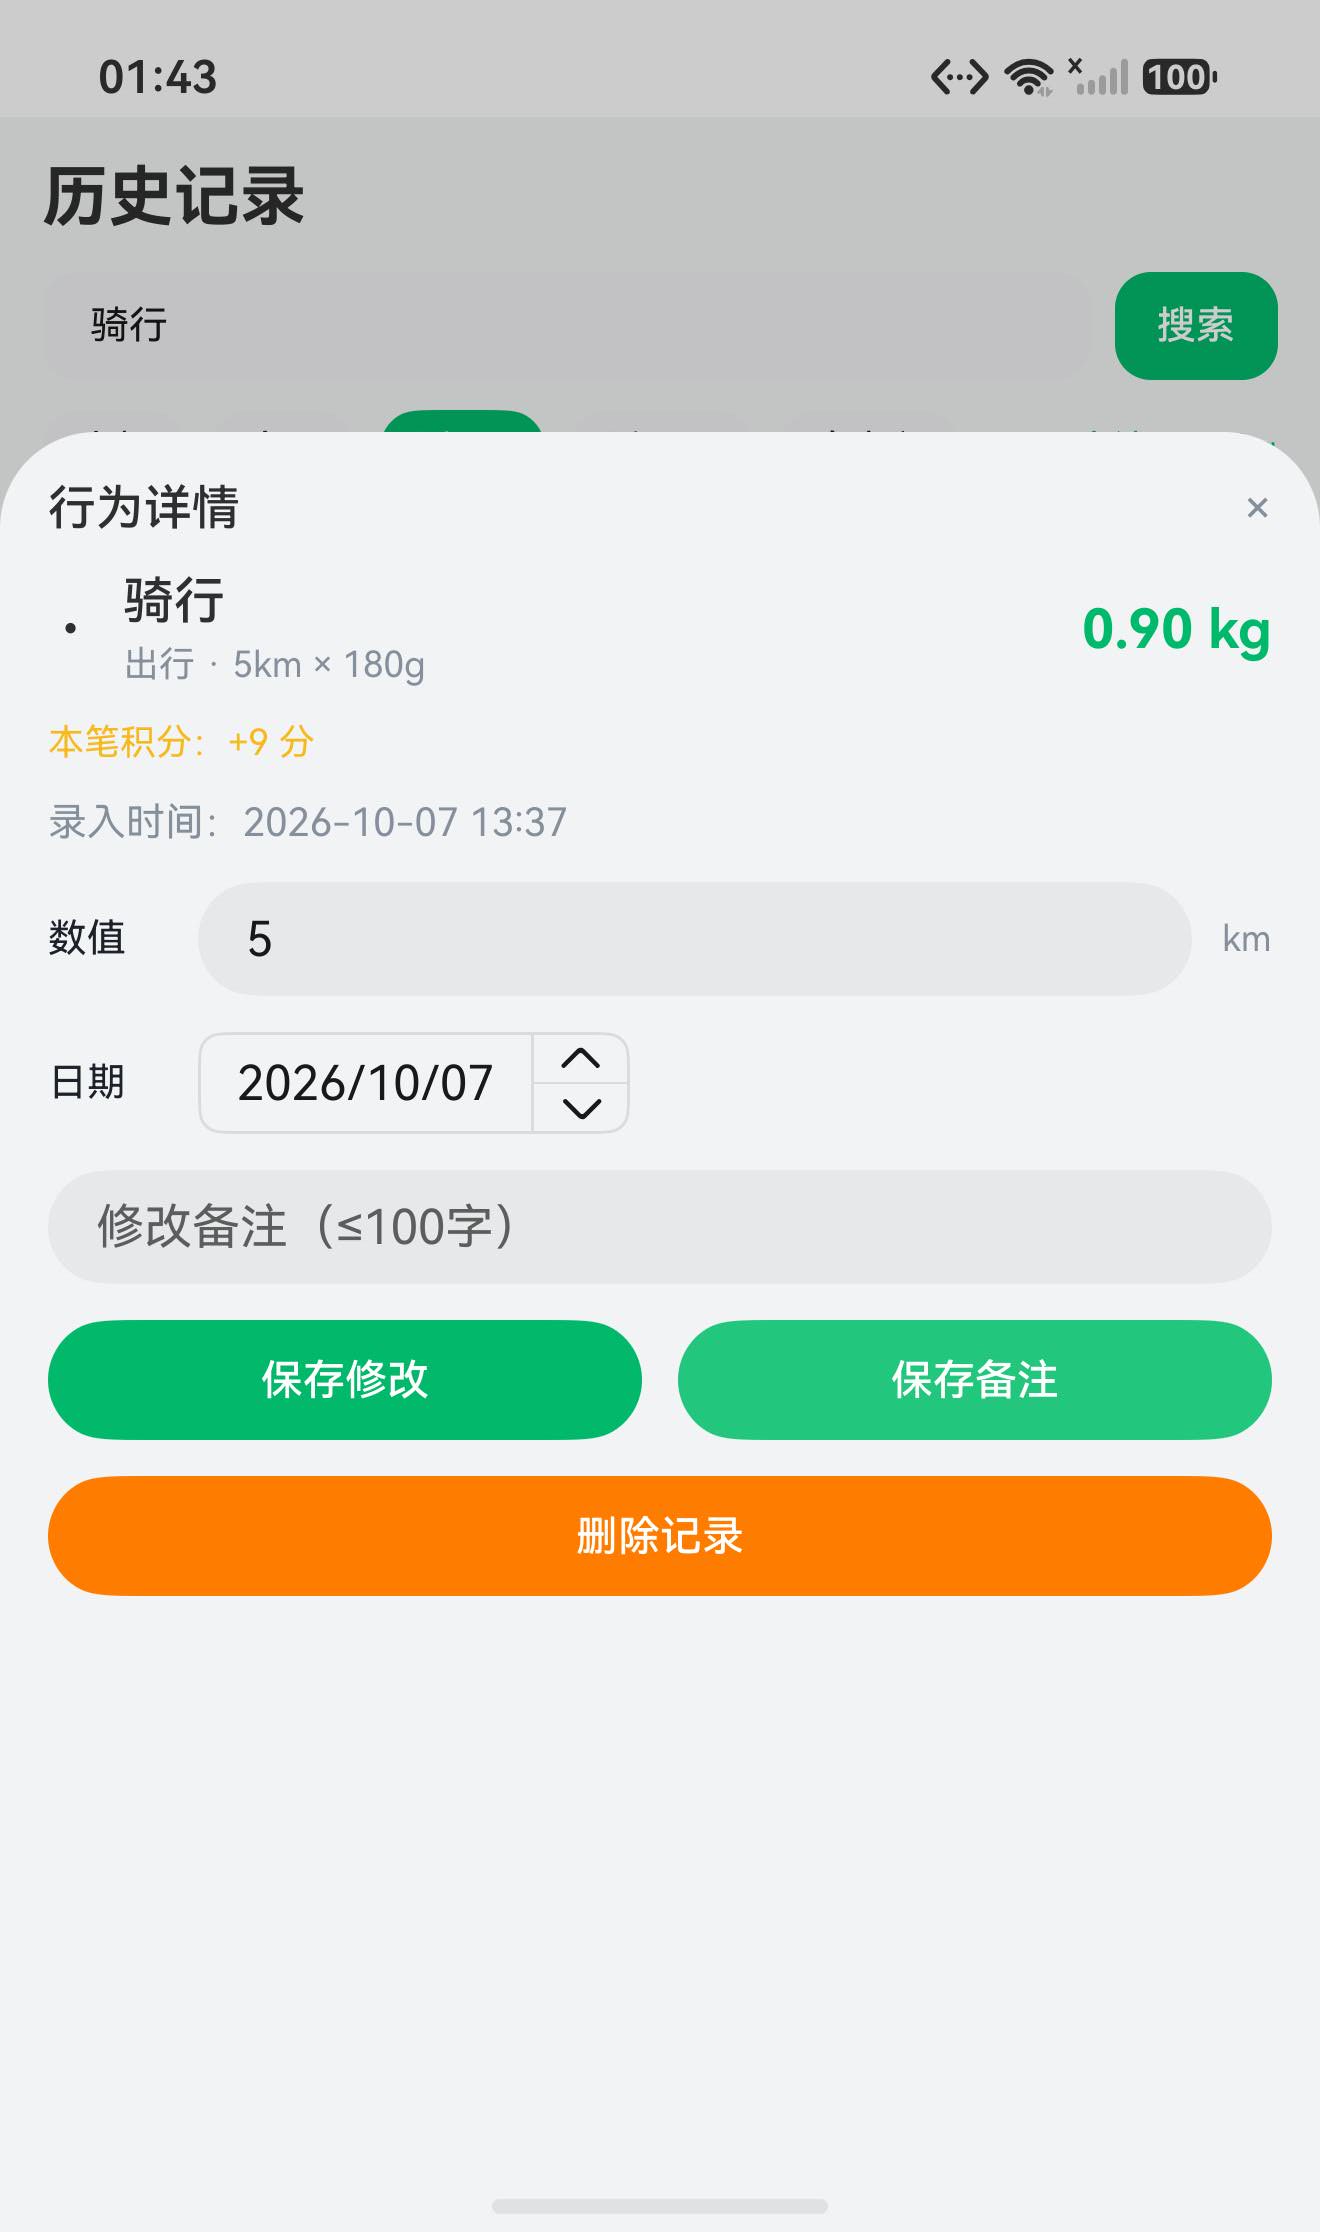 01:43
100
历史记录
骑行
搜索
行为详情
×
骑行
出行 · 5km × 180g
0.90 kg
本笔积分：+9 分
录入时间：2026-10-07 13:37
数值
5
km
日期
2026/10/07
修改备注（≤100字）
保存修改
保存备注
删除记录